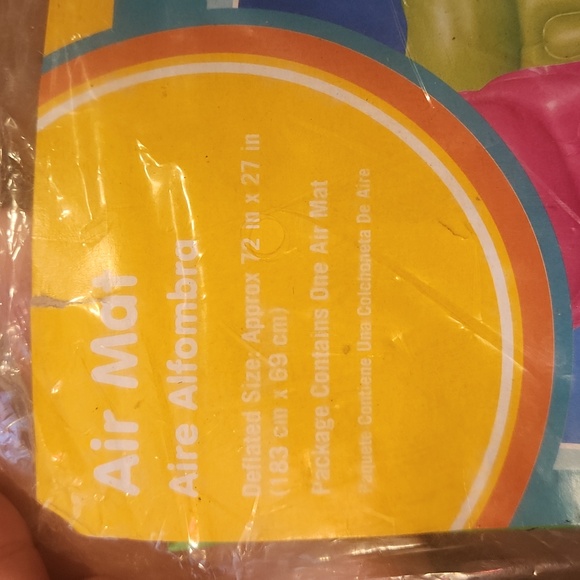 Air Mat
Aire Alfombra
Deflated Size: Approx 72 in x 27 in
(183 cm x 69 cm)
Package Contains One Air Mat
Paquete Contiene Una Colchoneta De Aire